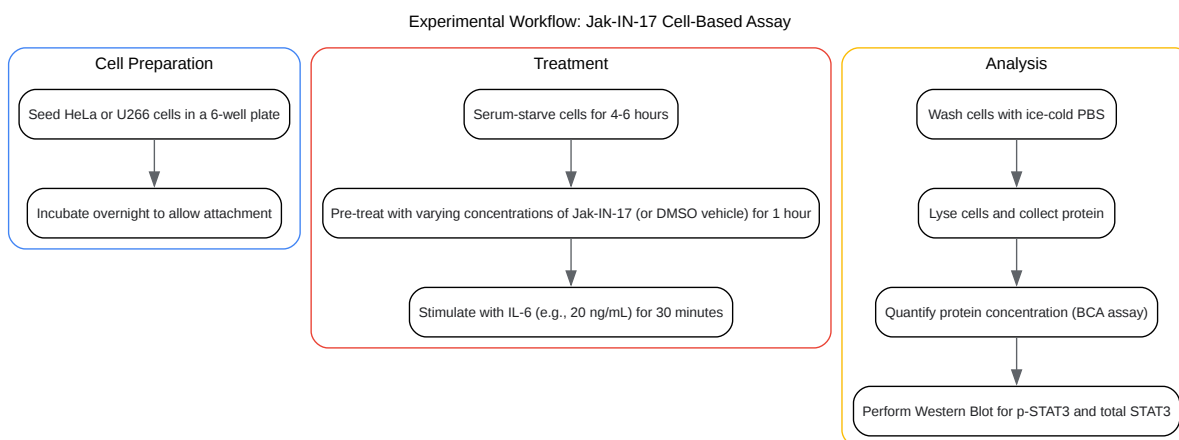 Experimental Workflow: Jak-IN-17 Cell-Based Assay
Cell Preparation
Seed HeLa or U266 cells in a 6-well plate
Incubate overnight to allow attachment
Treatment
Serum-starve cells for 4-6 hours
Pre-treat with varying concentrations of Jak-IN-17 (or DMSO vehicle) for 1 hour
Stimulate with IL-6 (e.g., 20 ng/mL) for 30 minutes
Analysis
Wash cells with ice-cold PBS
Lyse cells and collect protein
Quantify protein concentration (BCA assay)
Perform Western Blot for p-STAT3 and total STAT3